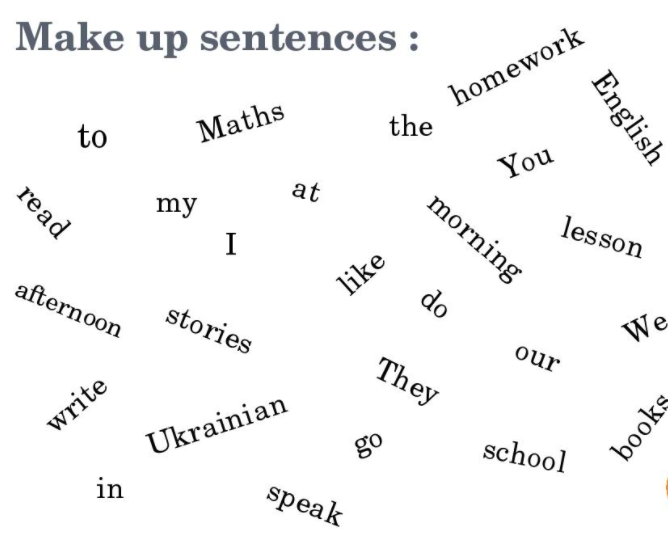 Make up sentences :
homework
English
to
Maths
the
You
read
my
at
morning
lesson
I
like
do
afternoon
stories
our
We
They
write
Ukrainian
go
school
books
in
speak